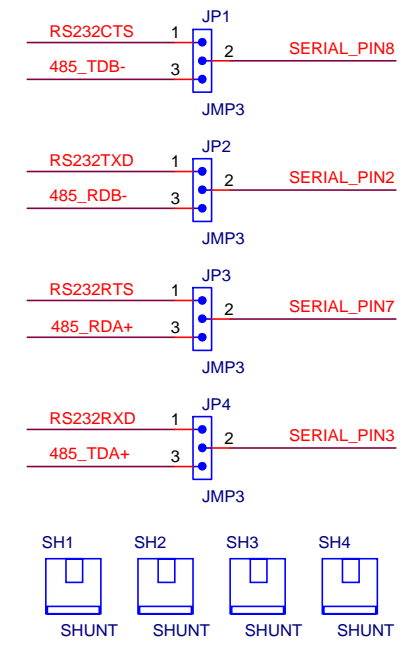 JP1
RS232CTS 1
2 SERIAL_PIN8
485_TDB- 3
JMP3
JP2
RS232TXD 1
2 SERIAL_PIN2
485_RDB- 3
JMP3
JP3
RS232RTS 1
2 SERIAL_PIN7
485_RDA+ 3
JMP3
JP4
RS232RXD 1
2 SERIAL_PIN3
485_TDA+ 3
JMP3
SH1 SH2 SH3 SH4
SHUNT SHUNT SHUNT SHUNT